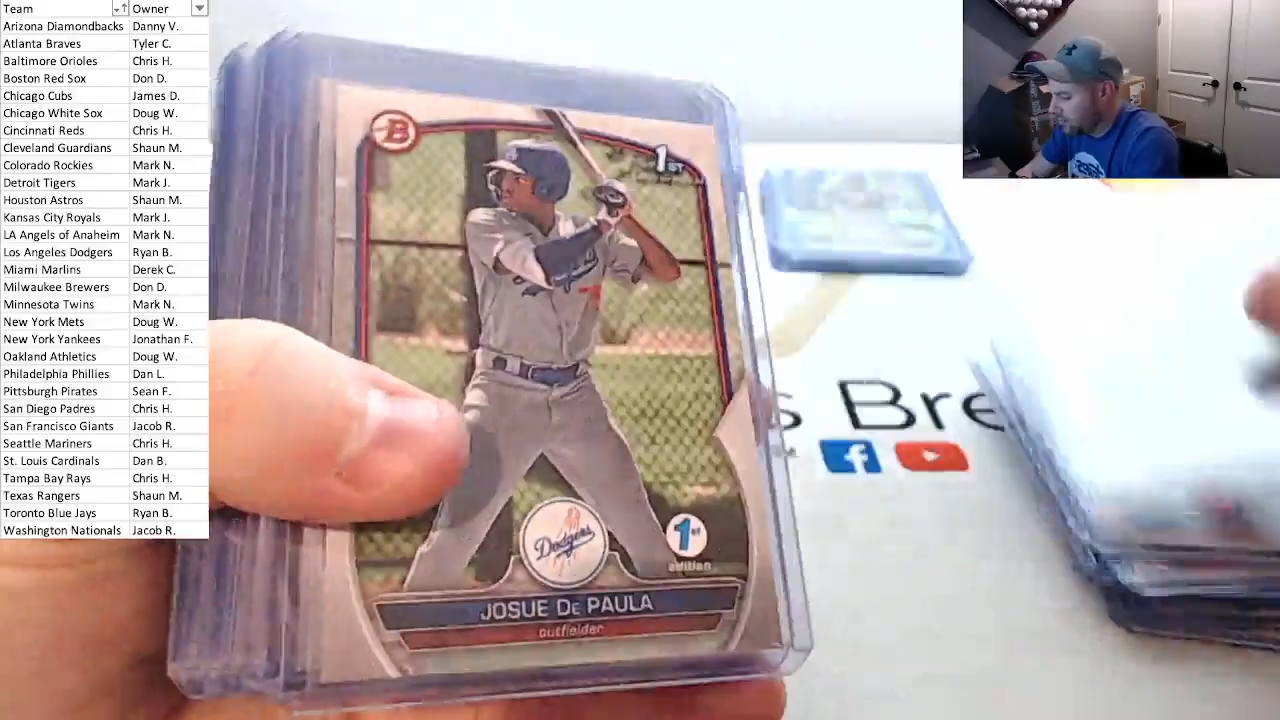 Team Owner
Arizona Diamondbacks Danny V.
Atlanta Braves Tyler C.
Baltimore Orioles Chris H.
Boston Red Sox Don D.
Chicago Cubs James D.
Chicago White Sox Doug W.
Cincinnati Reds Chris H.
Cleveland Guardians Shaun M.
Colorado Rockies Mark N.
Detroit Tigers Mark J.
Houston Astros Shaun M.
Kansas City Royals Mark J.
LA Angels of Anaheim Mark N.
Los Angeles Dodgers Ryan B.
Miami Marlins Derek C.
Milwaukee Brewers Don D.
Minnesota Twins Mark N.
New York Mets Doug W.
New York Yankees Jonathan F.
Oakland Athletics Doug W.
Philadelphia Phillies Dan L.
Pittsburgh Pirates Sean F.
San Diego Padres Chris H.
San Francisco Giants Jacob R.
Seattle Mariners Chris H.
St. Louis Cardinals Dan B.
Tampa Bay Rays Chris H.
Texas Rangers Shaun M.
Toronto Blue Jays Ryan B.
Washington Nationals Jacob R.
B
1ST
Dodgers
1st
edition
JOSUE DE PAULA
outfielder
s Bre
f